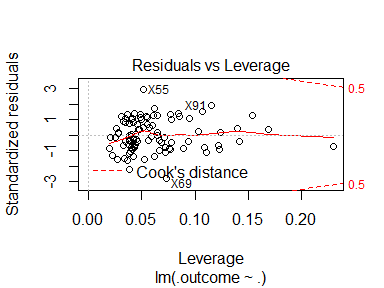 Residuals vs Leverage
Standardized residuals
3
1
-1
-3
X55
X91
0.5
Cook's distance
X69
0.5
0.00
0.05
0.10
0.15
0.20
Leverage
lm(.outcome ~ .)